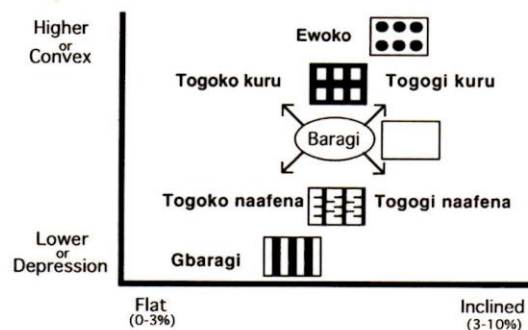 Higher
or
Convex
Ewoko
Togoko kuru
Togogi kuru
Baragi
Togoko naafena
Togogi naafena
Lower
or
Depression
Gbaragi
Flat
(0-3%)
Inclined
(3-10%)